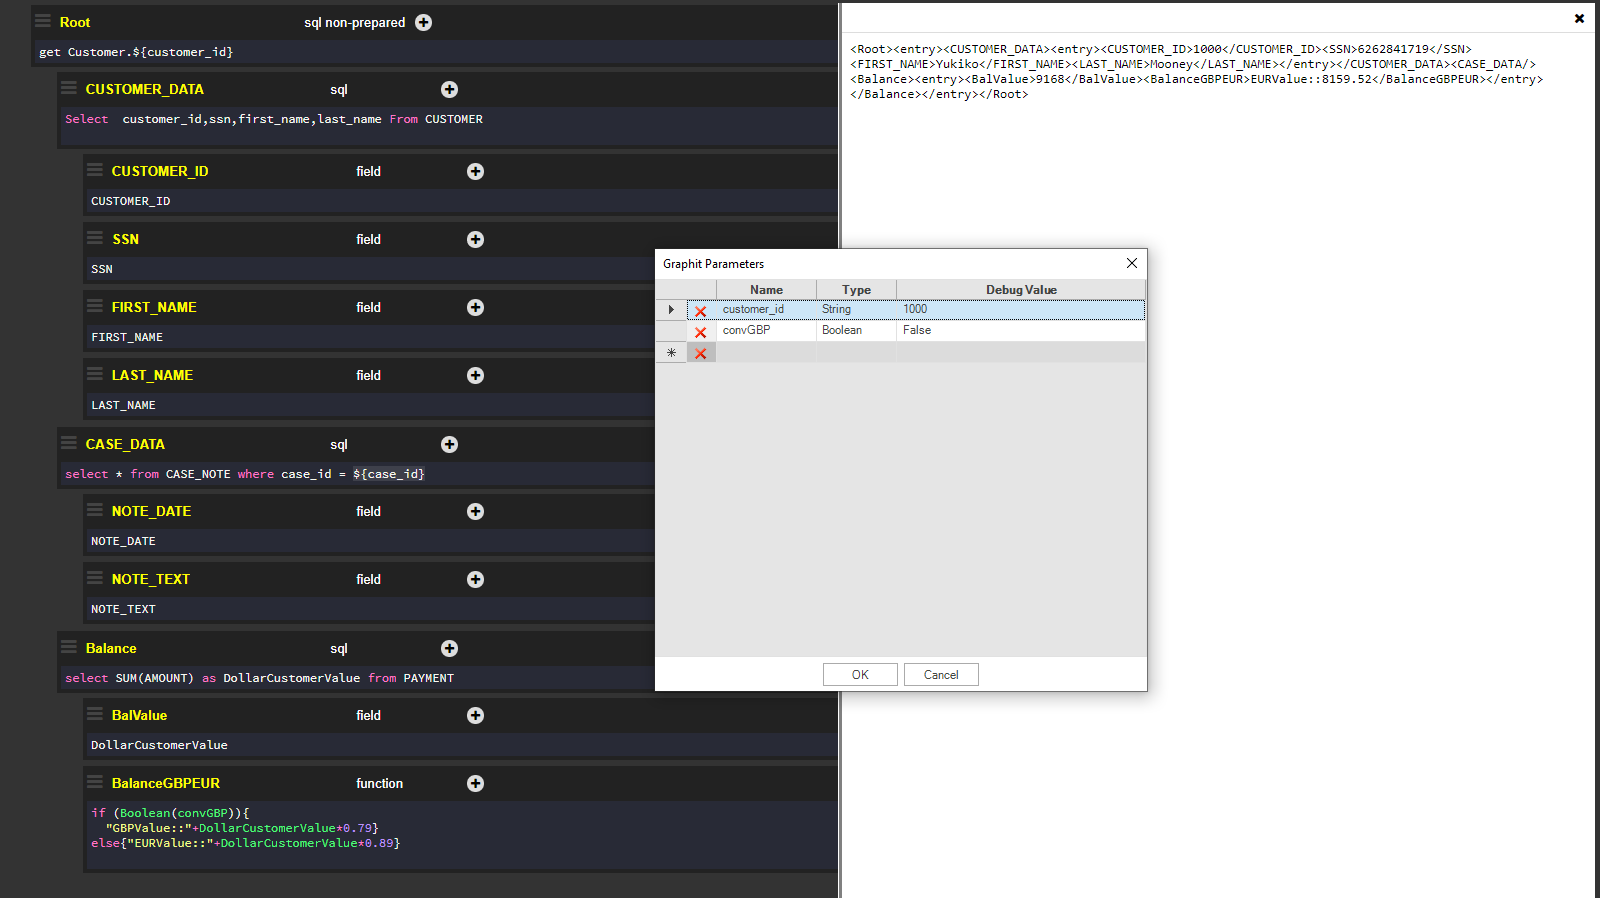 Root sql non-prepared
get Customer.${customer_id}
CUSTOMER_DATA sql
Select  customer_id,ssn,first_name,last_name From CUSTOMER
CUSTOMER_ID field
CUSTOMER_ID
SSN field
SSN
FIRST_NAME field
FIRST_NAME
LAST_NAME field
LAST_NAME
CASE_DATA sql
select * from CASE_NOTE where case_id = ${case_id}
NOTE_DATE field
NOTE_DATE
NOTE_TEXT field
NOTE_TEXT
Balance sql
select SUM(AMOUNT) as DollarCustomerValue from PAYMENT
BalValue field
DollarCustomerValue
BalanceGBPEUR function
if (Boolean(convGBP)){
"GBPValue::"+DollarCustomerValue*0.79}
else{"EURValue::"+DollarCustomerValue*0.89}
<Root><entry><CUSTOMER_DATA><entry><CUSTOMER_ID>1000</CUSTOMER_ID><SSN>6262841719</SSN>
<FIRST_NAME>Yukiko</FIRST_NAME><LAST_NAME>Mooney</LAST_NAME></entry></CUSTOMER_DATA><CASE_DATA/>
<Balance><entry><BalValue>9168</BalValue><BalanceGBPEUR>EURValue::8159.52</BalanceGBPEUR></entry>
</Balance></entry></Root>
Graphit Parameters
Name Type Debug Value
customer_id String 1000
convGBP Boolean False
OK Cancel